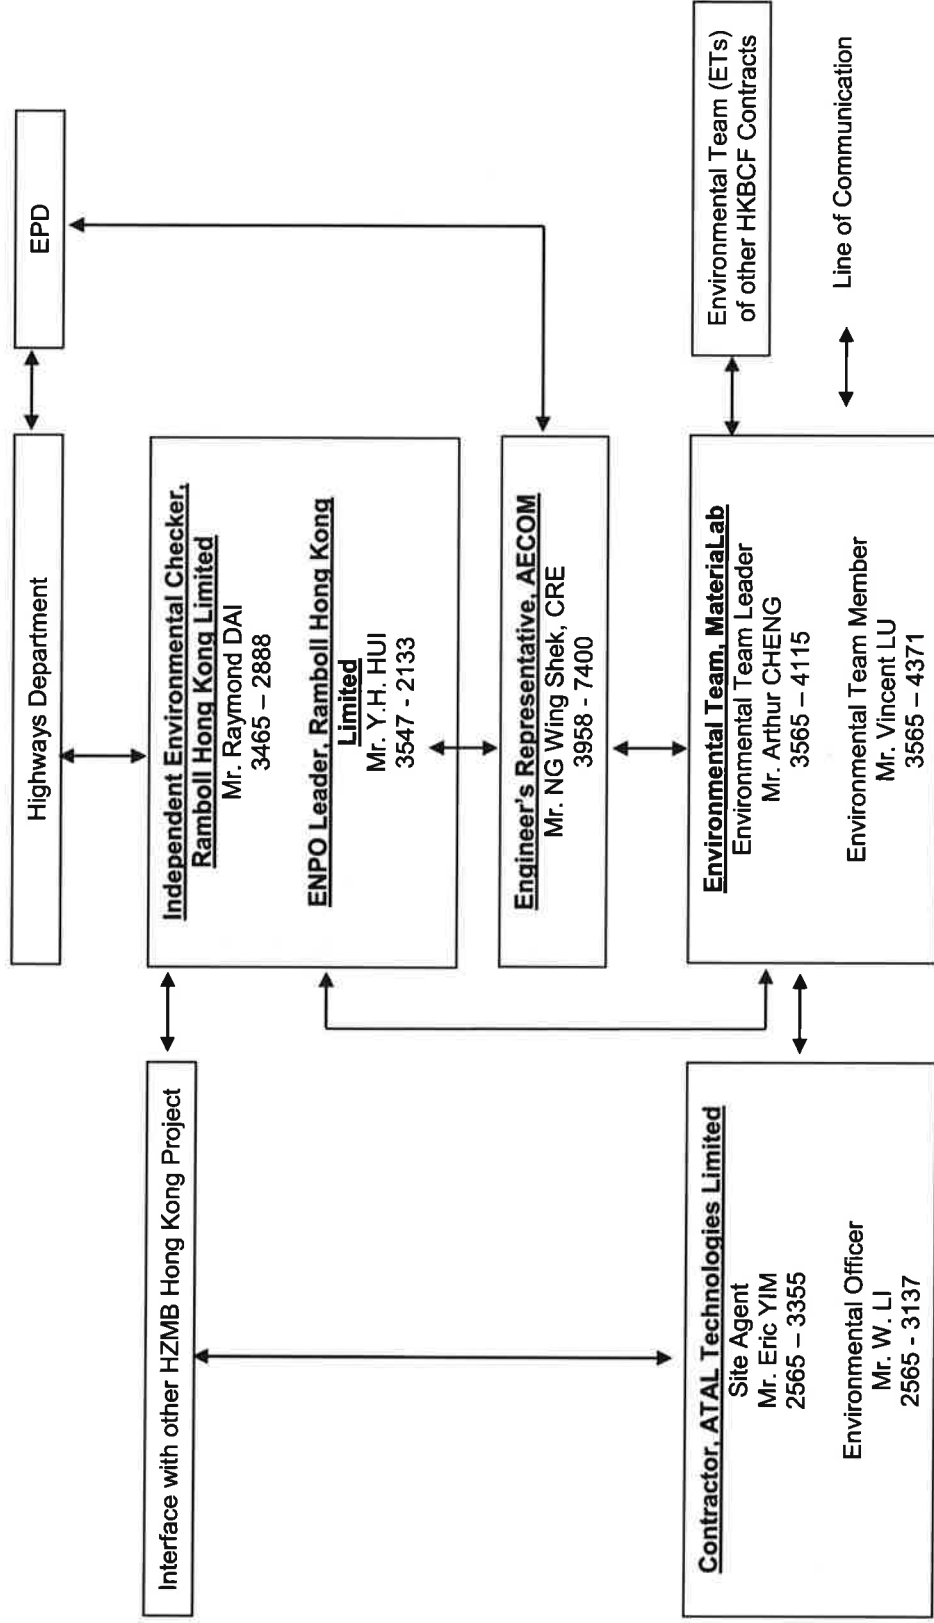 Highways Department
EPD
Interface with other HZMB Hong Kong Project
Independent Environmental Checker,
Ramboll Hong Kong Limited
Mr. Raymond DAI
3465 – 2888
ENPO Leader, Ramboll Hong Kong
Limited
Mr. Y.H. HUI
3547 - 2133
Engineer's Representative, AECOM
Mr. NG Wing Shek, CRE
3958 - 7400
Contractor, ATAL Technologies Limited
Site Agent
Mr. Eric YIM
2565 – 3355
Environmental Officer
Mr. W. LI
2565 - 3137
Environmental Team, MateriaLab
Environmental Team Leader
Mr. Arthur CHENG
3565 – 4115
Environmental Team Member
Mr. Vincent LU
3565 – 4371
Environmental Team (ETs)
of other HKBCF Contracts
Line of Communication